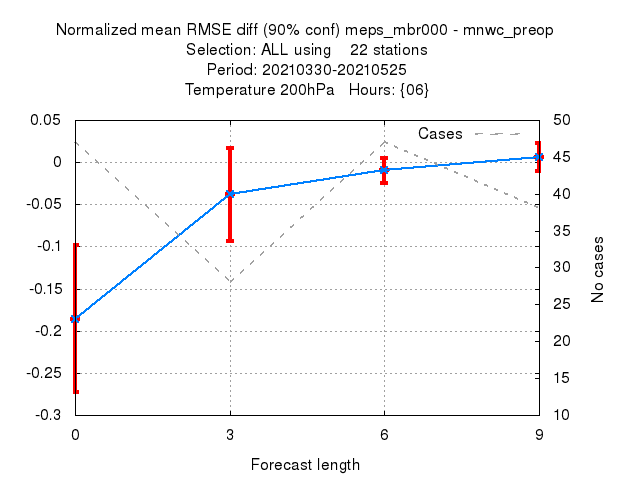 Normalized mean RMSE diff (90% conf) meps_mbr000 - mnwc_preop
Selection: ALL using 22 stations
Period: 20210330-20210525
Temperature 200hPa Hours: {06}
Cases
0.05
0
-0.05
-0.1
-0.15
-0.2
-0.25
-0.3
50
45
40
35
30
25
20
15
10
No cases
0 3 6 9
Forecast length